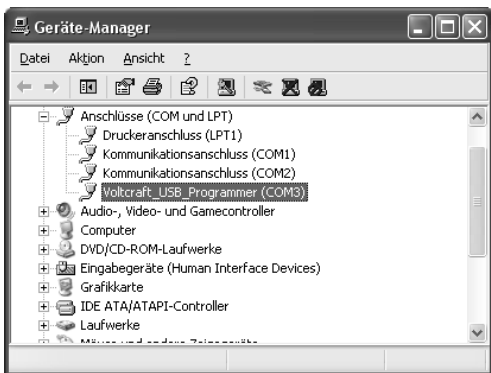 Geräte-Manager
Datei Aktion Ansicht ?
Anschlüsse (COM und LPT)
Druckeranschluss (LPT1)
Kommunikationsanschluss (COM1)
Kommunikationsanschluss (COM2)
Voltcraft_USB_Programmer (COM3)
Audio-, Video- und Gamecontroller
Computer
DVD/CD-ROM-Laufwerke
Eingabegeräte (Human Interface Devices)
Grafikkarte
IDE ATA/ATAPI-Controller
Laufwerke